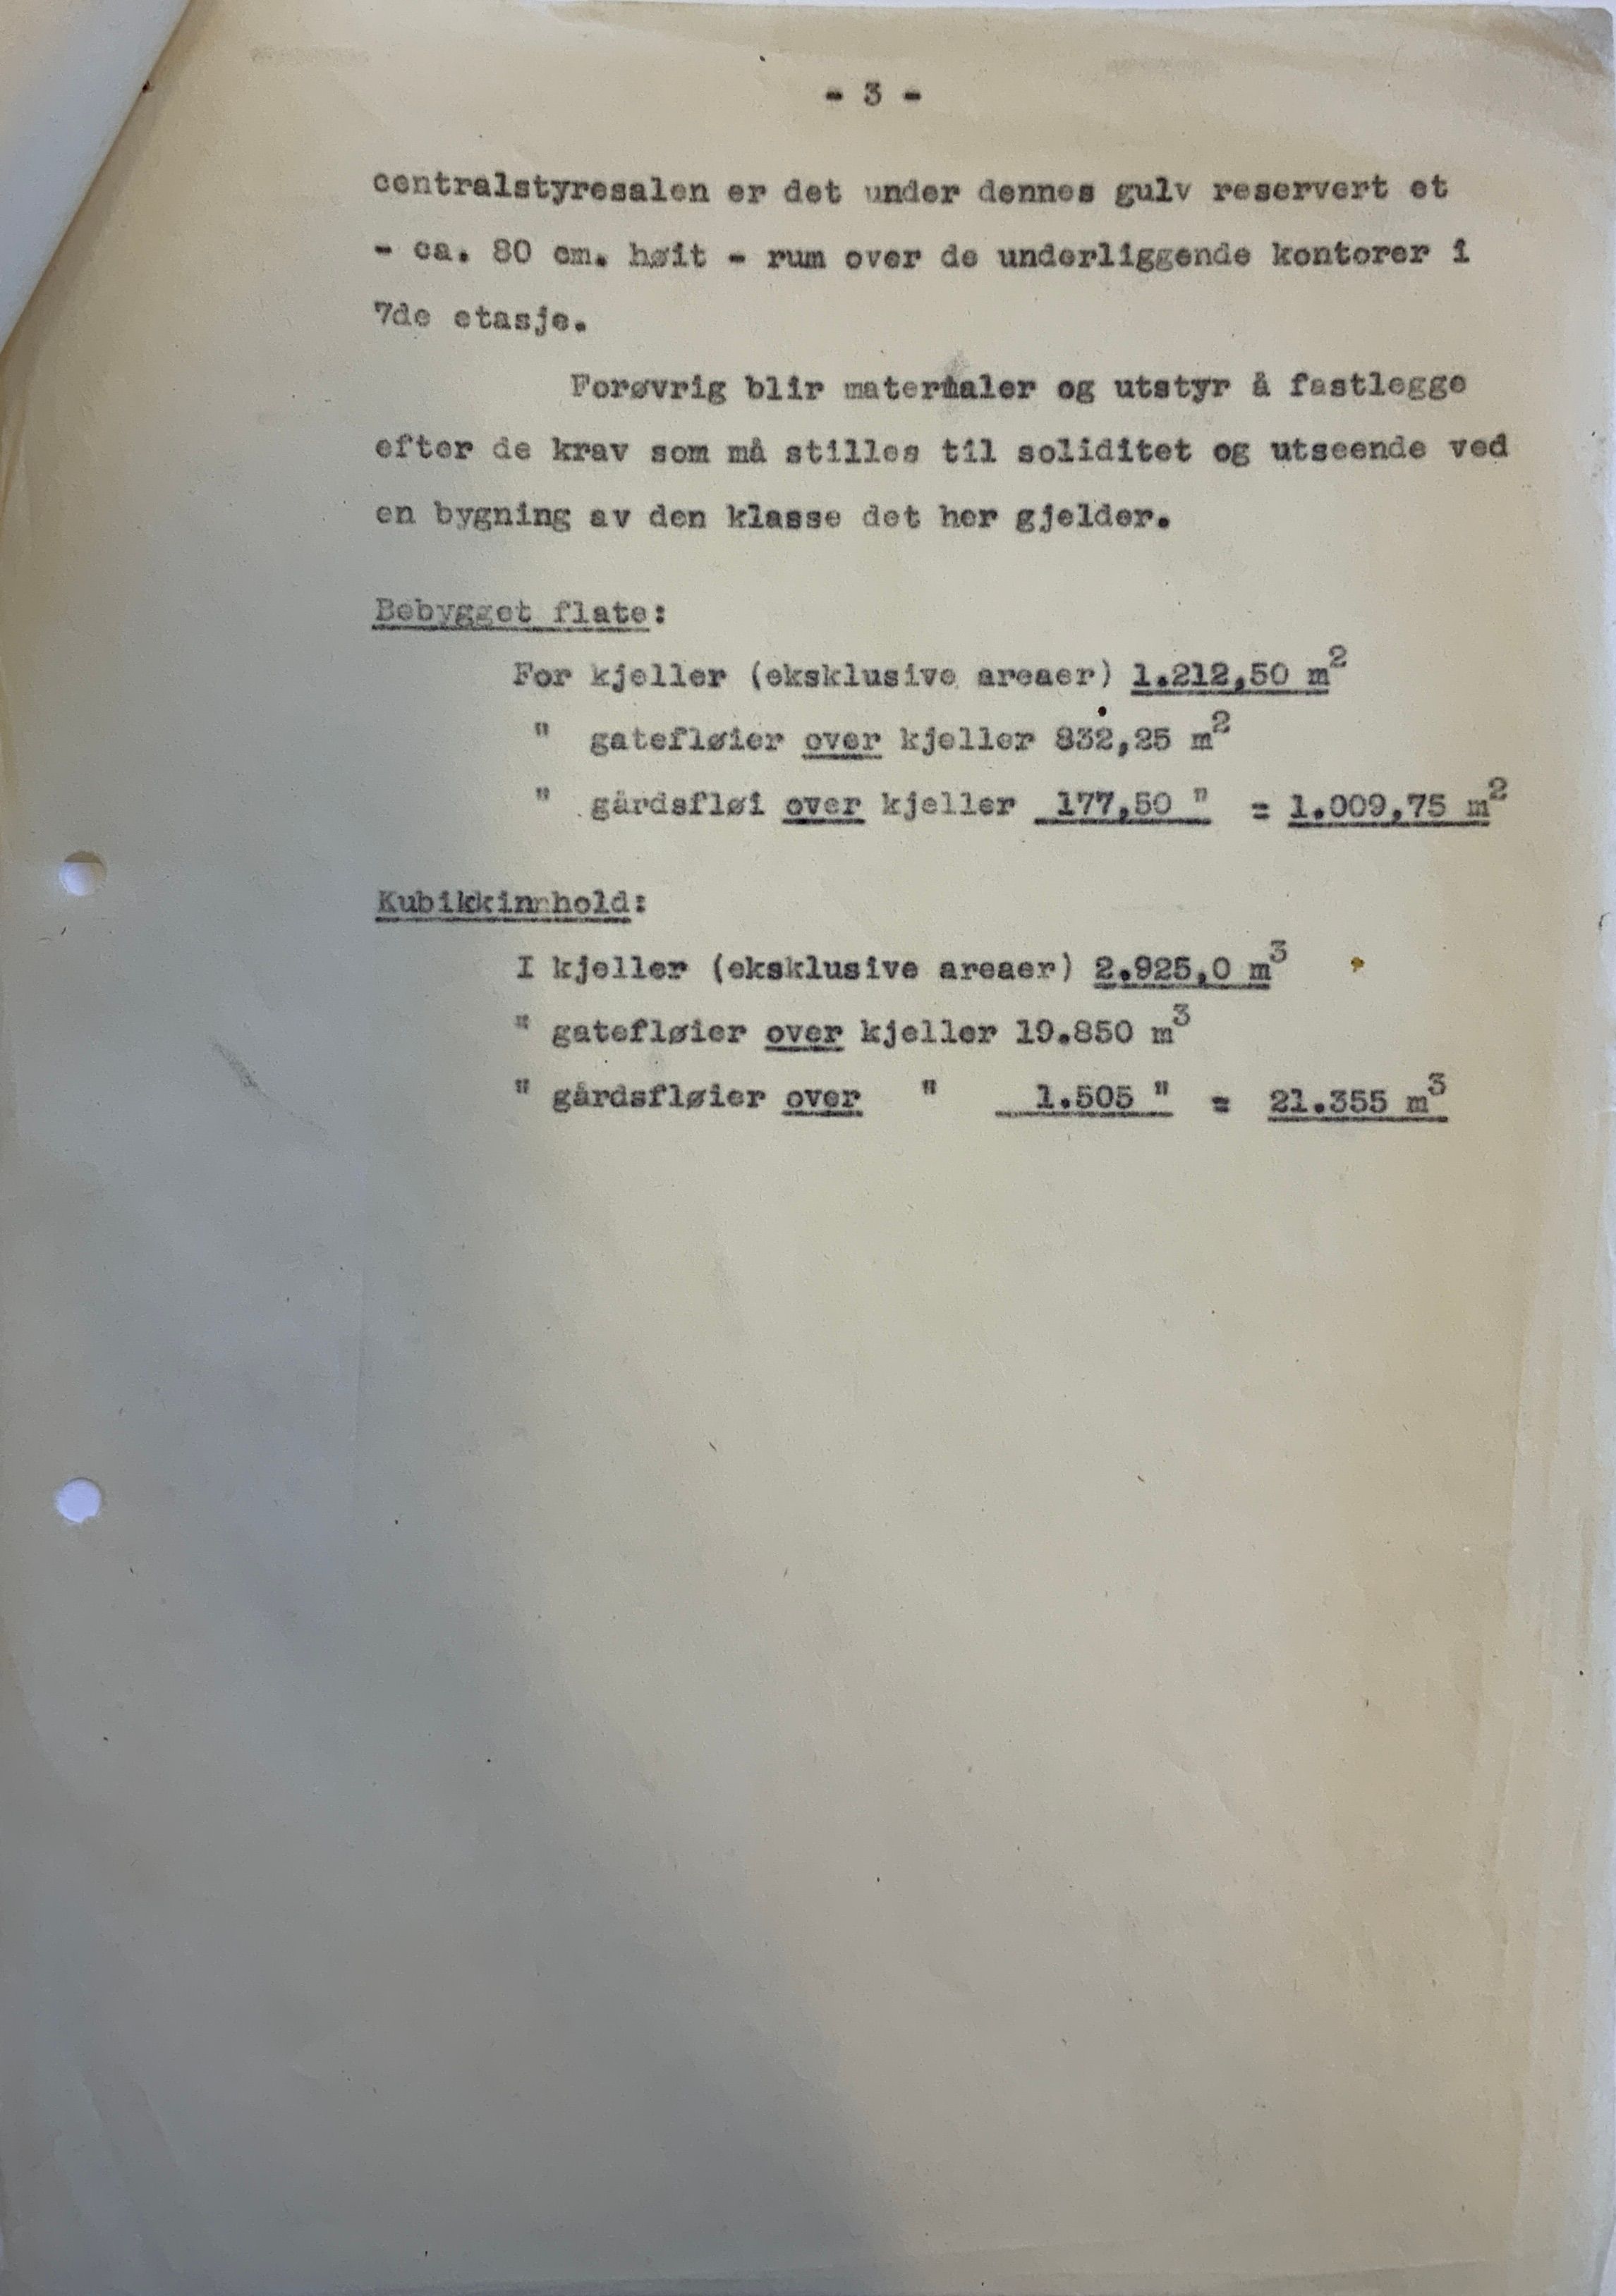 - 3 -
centralstyresalen er det under dennes gulv reservert et
- ca. 80 cm. høit - rum over de underliggende kontorer i
7de etasje.
Forøvrig blir materialer og utstyr å fastlegge
efter de krav som må stilles til soliditet og utseende ved
en bygning av den klasse det her gjelder.
Bebygget flate:
For kjeller (eksklusive areaer) 1.212,50 m²
" gatefløier over kjeller 832,25 m²
" gårdsfløi over kjeller 177,50 " = 1.009,75 m²
Kubikkinnhold:
I kjeller (eksklusive areaer) 2.925,0 m³
" gatefløier over kjeller 19.850 m³
" gårdsfløier over " 1.505 " = 21.355 m³